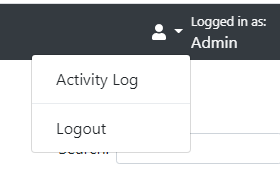 Logged in as:
Admin
Activity Log
Logout
Search: